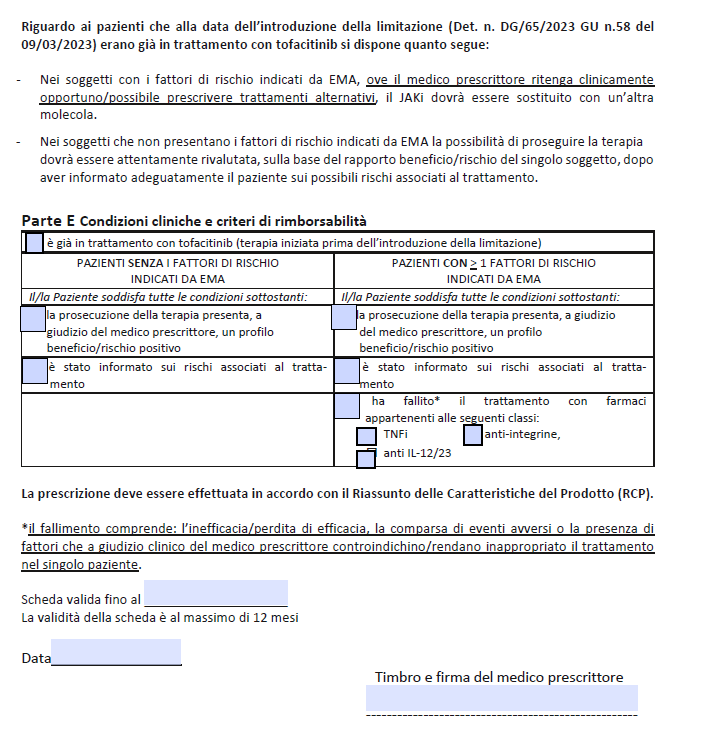 Riguardo ai pazienti che alla data dell’introduzione della limitazione (Det. n. DG/65/2023 GU n.58 del
09/03/2023) erano già in trattamento con tofacitinib si dispone quanto segue:
- Nei soggetti con i fattori di rischio indicati da EMA, ove il medico prescrittore ritenga clinicamente
opportuno/possibile prescrivere trattamenti alternativi, il JAKi dovrà essere sostituito con un’altra
molecola.
- Nei soggetti che non presentano i fattori di rischio indicati da EMA la possibilità di proseguire la terapia
dovrà essere attentamente rivalutata, sulla base del rapporto beneficio/rischio del singolo soggetto, dopo
aver informato adeguatamente il paziente sui possibili rischi associati al trattamento.
Parte E Condizioni cliniche e criteri di rimborsabilità
è già in trattamento con tofacitinib (terapia iniziata prima dell’introduzione della limitazione)
PAZIENTI SENZA I FATTORI DI RISCHIO
INDICATI DA EMA
Il/la Paziente soddisfa tutte le condizioni sottostanti:
la prosecuzione della terapia presenta, a
giudizio del medico prescrittore, un profilo
beneficio/rischio positivo
è stato informato sui rischi associati al tratta-
mento
PAZIENTI CON ≥ 1 FATTORI DI RISCHIO
INDICATI DA EMA
Il/la Paziente soddisfa tutte le condizioni sottostanti:
la prosecuzione della terapia presenta, a giudizio
del medico prescrittore, un profilo
beneficio/rischio positivo
è stato informato sui rischi associati al tratta-
mento
ha fallito* il trattamento con farmaci
appartenenti alle seguenti classi:
TNFi anti-integrine,
anti IL-12/23
La prescrizione deve essere effettuata in accordo con il Riassunto delle Caratteristiche del Prodotto (RCP).
*il fallimento comprende: l’inefficacia/perdita di efficacia, la comparsa di eventi avversi o la presenza di
fattori che a giudizio clinico del medico prescrittore controindichino/rendano inappropriato il trattamento
nel singolo paziente.
Scheda valida fino al
La validità della scheda è al massimo di 12 mesi
Data
Timbro e firma del medico prescrittore